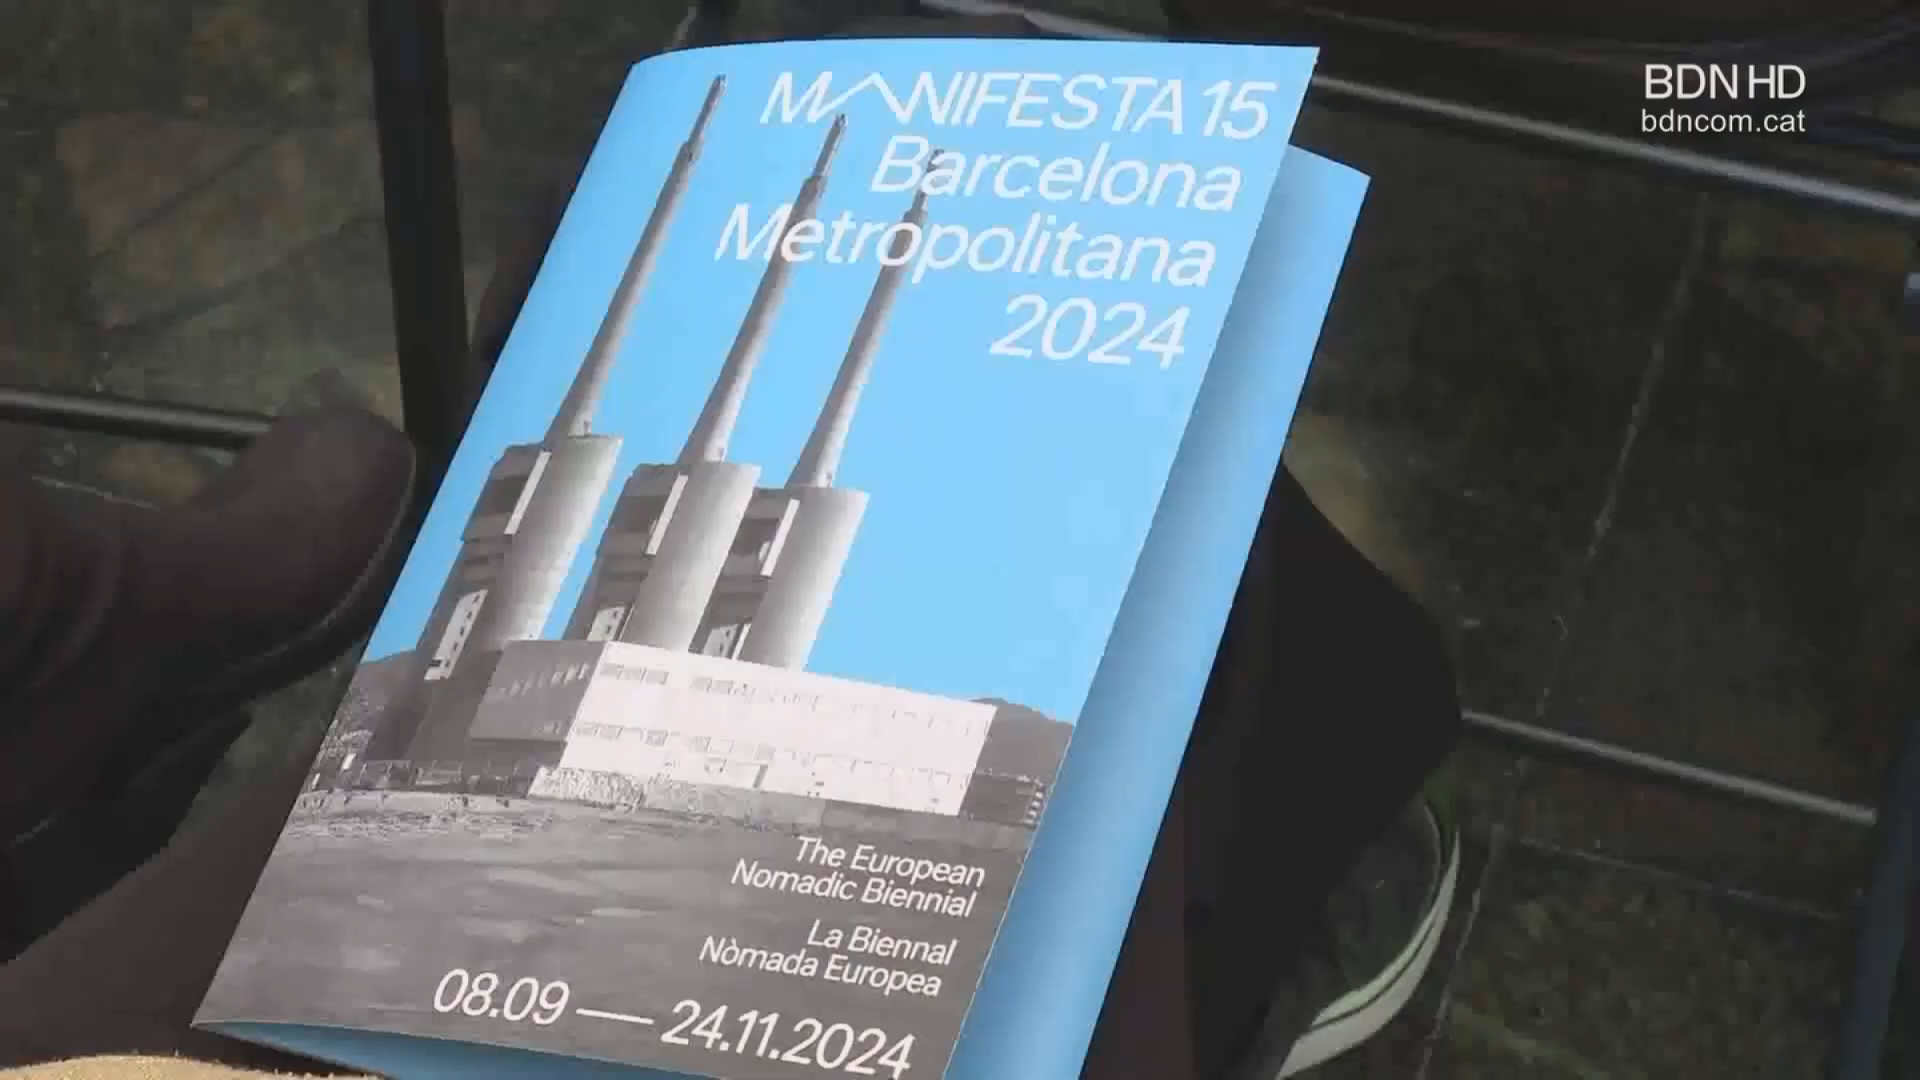 MANIFESTA 15
Barcelona
Metropolitana
2024
The European
Nomadic Biennial
La Biennal
Nòmada Europea
08.09 — 24.11.2024
BDN HD
bdncom.cat